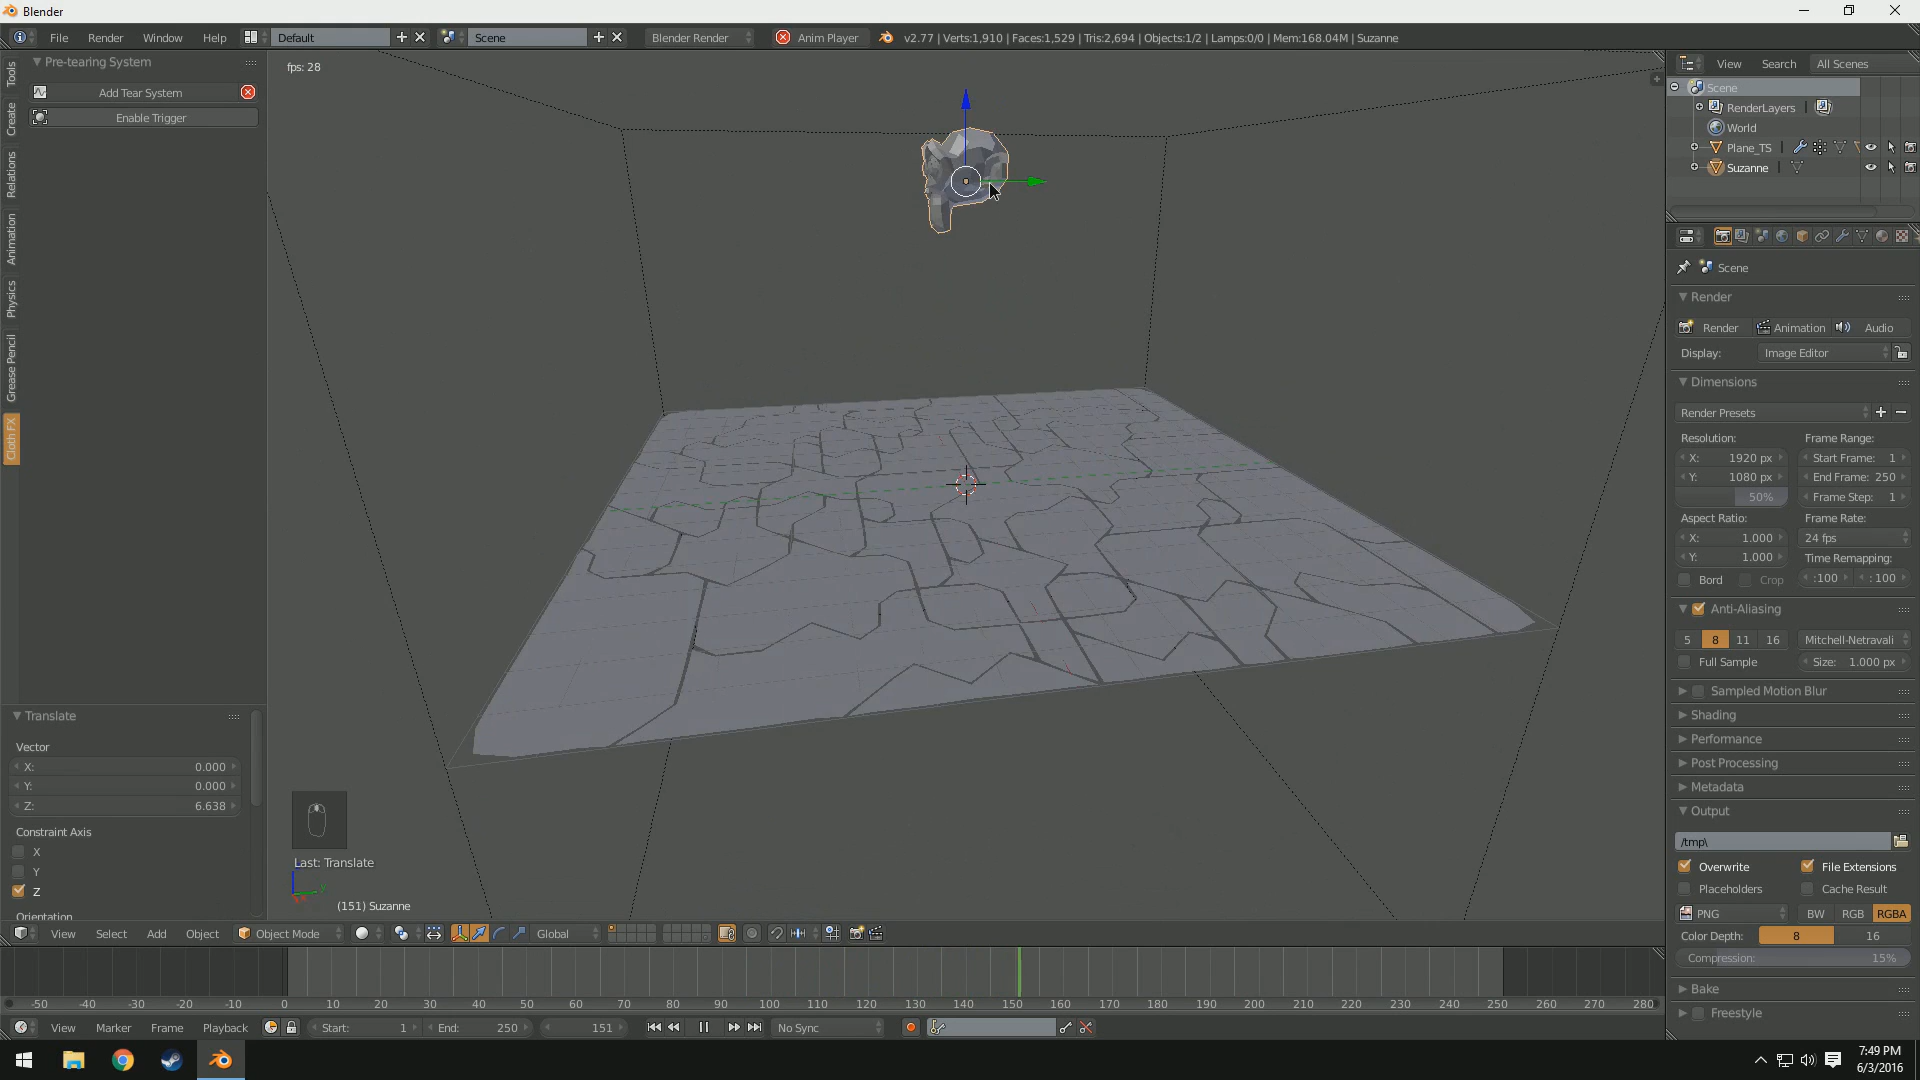 Blender
File Render Window Help Default Scene Blender Render Anim Player v2.77 | Verts:1,910 | Faces:1,529 | Tris:2,694 | Objects:1/2 | Lamps:0/0 | Mem:168.04M | Suzanne
Tools
Create
Relations
Animation
Physics
Grease Pencil
Cloth FX
Pre-tearing System
Add Tear System
Enable Trigger
Translate
Vector
X: 0.000
Y: 0.000
Z: 6.638
Constraint Axis
X
Y
Z
Orientation
fps: 28
Last: Translate
(151) Suzanne
View Select Add Object Object Mode Global
-50 -40 -30 -20 -10 0 10 20 30 40 50 60 70 80 90 100 110 120 130 140 150 160 170 180 190 200 210 220 230 240 250 260 270 280
View Marker Frame Playback Start: 1 End: 250 151 No Sync
View Search All Scenes
Scene
RenderLayers |
World
Plane_TS
Suzanne
Scene
Render
Render Animation Audio
Display: Image Editor
Dimensions
Render Presets
Resolution: Frame Range:
X: 1920 px Start Frame: 1
Y: 1080 px End Frame: 250
50% Frame Step: 1
Aspect Ratio: Frame Rate:
X: 1.000 24 fps
Y: 1.000 Time Remapping:
Bord Crop :100 : 100
Anti-Aliasing
5 8 11 16 Mitchell-Netravali
Full Sample Size: 1.000 px
Sampled Motion Blur
Shading
Performance
Post Processing
Metadata
Output
/tmp\
Overwrite File Extensions
Placeholders Cache Result
PNG BW RGB RGBA
Color Depth: 8 16
Compression: 15%
Bake
Freestyle
7:49 PM
6/3/2016